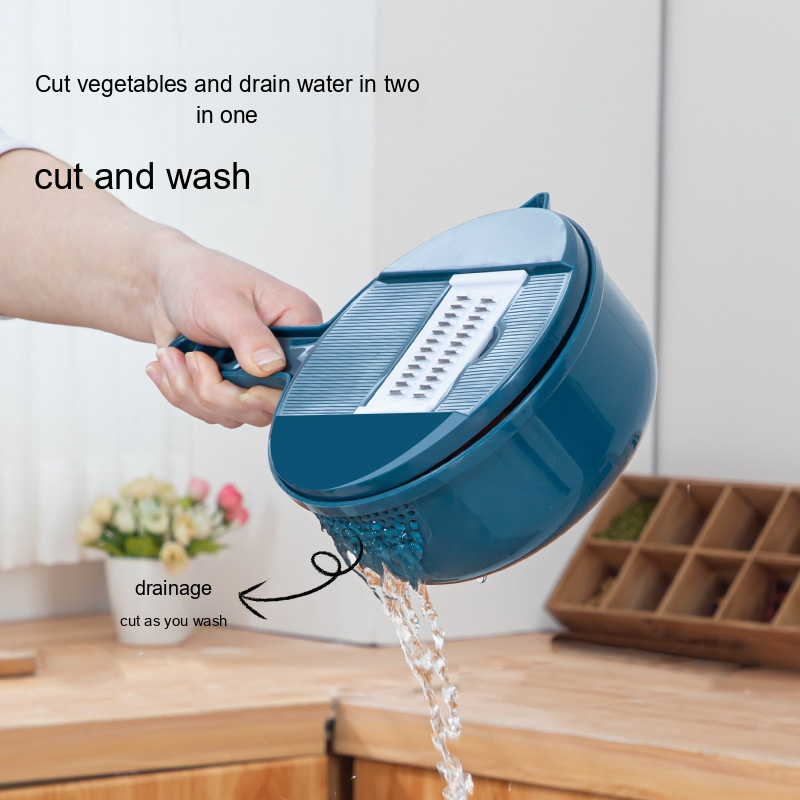 Cut vegetables and drain water in two
in one
cut and wash
drainage
cut as you wash